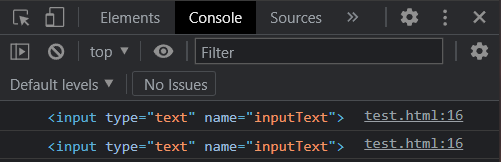 Elements Console Sources »
top ▼ Filter
Default levels ▼ No Issues
<input type="text" name="inputText"> test.html:16
<input type="text" name="inputText"> test.html:16